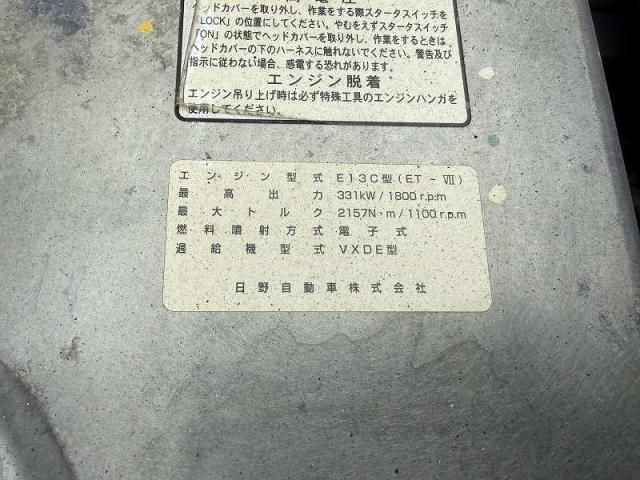 ヘッドカバーを取り外し、作業をする際スタータスイッチを
「LOCK」の位置にしてください。やむをえずスタータスイッチ
「ON」の状態でヘッドカバーを取り外し、作業をするときは
ヘッドカバーの下のハーネスに触れないでください。警告及び
指示に従わない場合、感電する恐れがあります。
エンジン脱着
エンジン吊り上げ時は必ず特殊工具のエンジンハンガを
使用してください。
エンジン型式 E13C型(ET-Ⅶ)
最高出力 331kW/1800r.p.m
最大トルク 2157N・m/1100r.p.m
燃料噴射方式 電子式
過給機型式 VXDE型
日野自動車株式会社